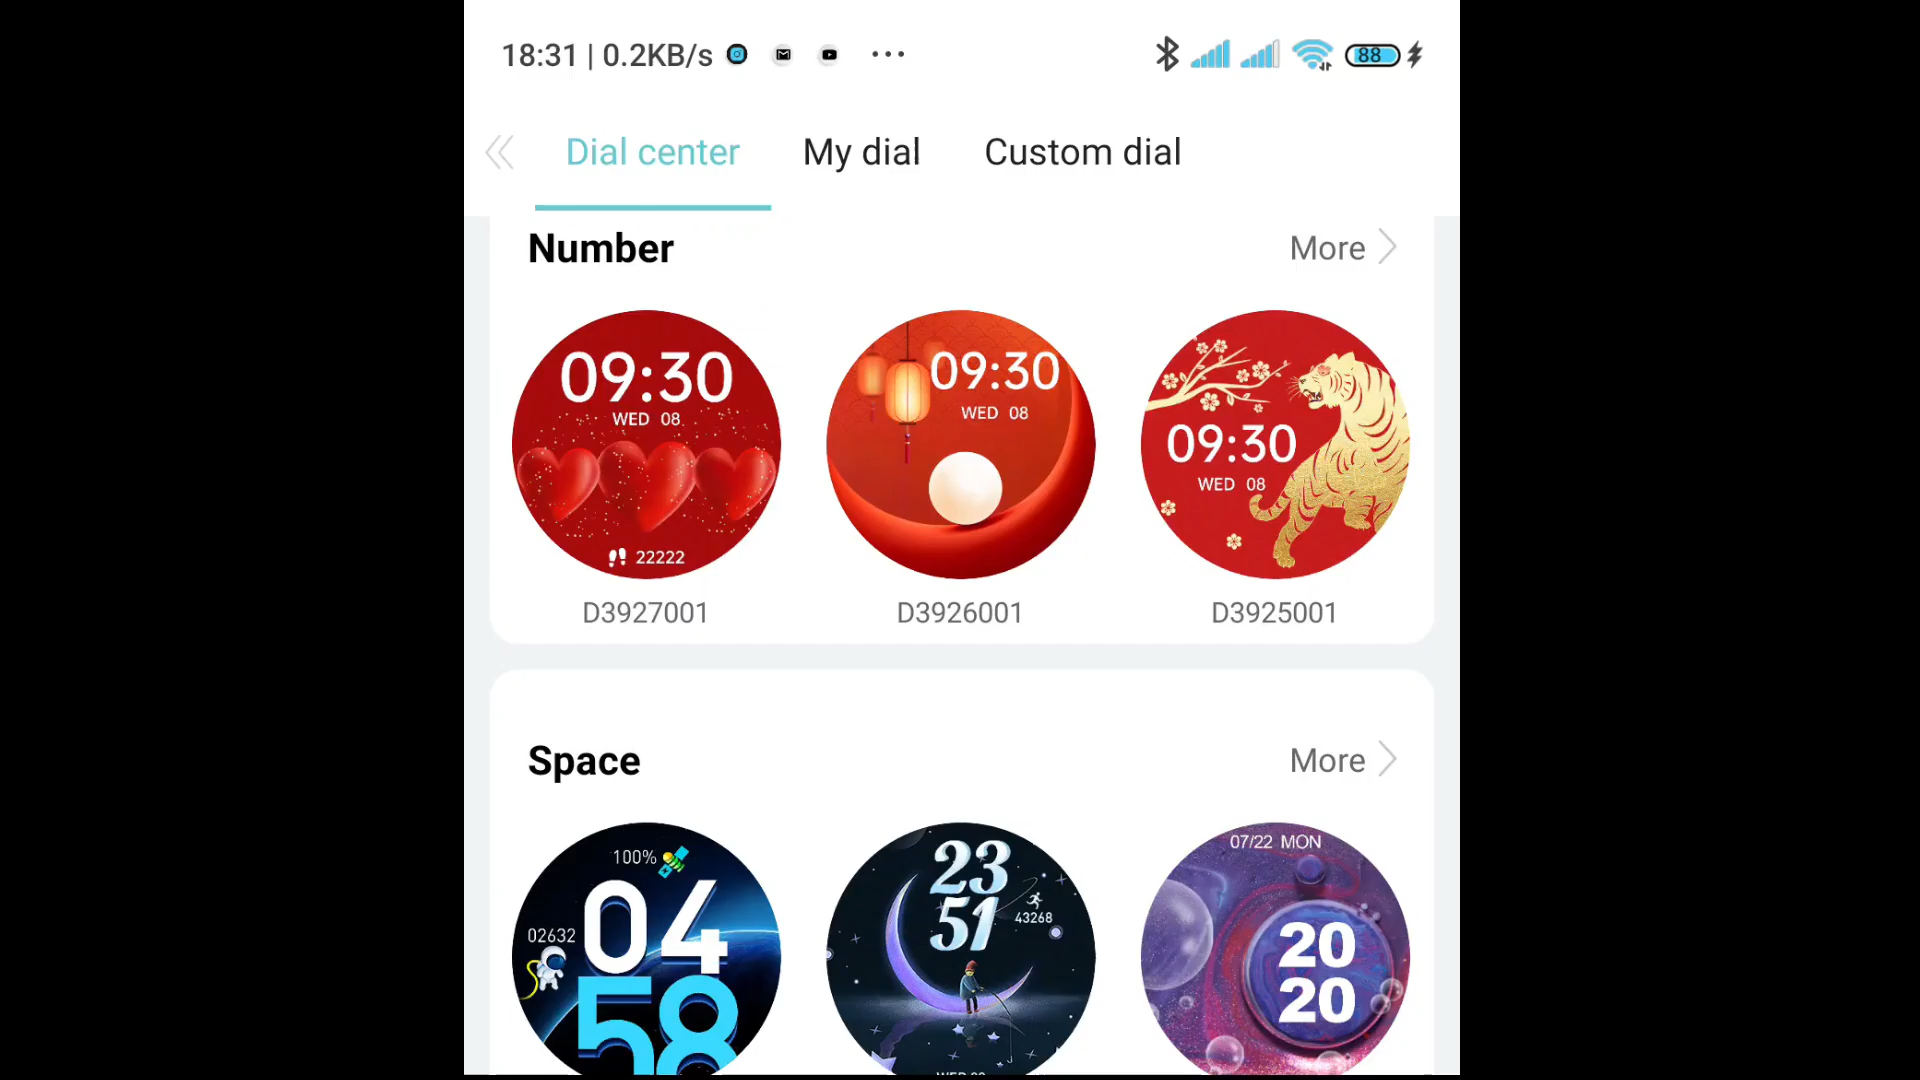 18:31 | 0.2KB/s ... 88
Dial center My dial Custom dial
Number More
09:30
WED 08
22222
09:30
WED 08
09:30
WED 08
D3927001 D3926001 D3925001
Space More
100%
02632
04
58
23
51
43268
07/22 MON
20
20